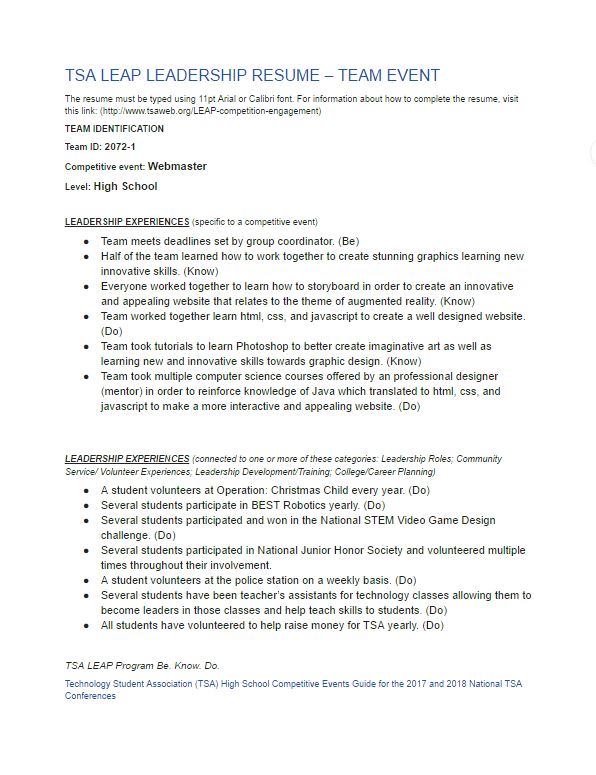 TSA LEAP LEADERSHIP RESUME – TEAM EVENT
The resume must be typed using 11pt Arial or Calibri font. For information about how to complete the resume, visit
this link: (http://www.tsaweb.org/LEAP-competition-engagement)
TEAM IDENTIFICATION
Team ID: 2072-1
Competitive event: Webmaster
Level: High School
LEADERSHIP EXPERIENCES (specific to a competitive event)
● Team meets deadlines set by group coordinator. (Be)
● Half of the team learned how to work together to create stunning graphics learning new
innovative skills. (Know)
● Everyone worked together to learn how to storyboard in order to create an innovative
and appealing website that relates to the theme of augmented reality. (Know)
● Team worked together learn html, css, and javascript to create a well designed website.
(Do)
● Team took tutorials to learn Photoshop to better create imaginative art as well as
learning new and innovative skills towards graphic design. (Know)
● Team took multiple computer science courses offered by an professional designer
(mentor) in order to reinforce knowledge of Java which translated to html, css, and
javascript to make a more interactive and appealing website. (Do)
LEADERSHIP EXPERIENCES (connected to one or more of these categories: Leadership Roles; Community
Service/ Volunteer Experiences; Leadership Development/Training; College/Career Planning)
● A student volunteers at Operation: Christmas Child every year. (Do)
● Several students participate in BEST Robotics yearly. (Do)
● Several students participated and won in the National STEM Video Game Design
challenge. (Do)
● Several students participated in National Junior Honor Society and volunteered multiple
times throughout their involvement.
● A student volunteers at the police station on a weekly basis. (Do)
● Several students have been teacher’s assistants for technology classes allowing them to
become leaders in those classes and help teach skills to students. (Do)
● All students have volunteered to help raise money for TSA yearly. (Do)
TSA LEAP Program Be. Know. Do.
Technology Student Association (TSA) High School Competitive Events Guide for the 2017 and 2018 National TSA
Conferences